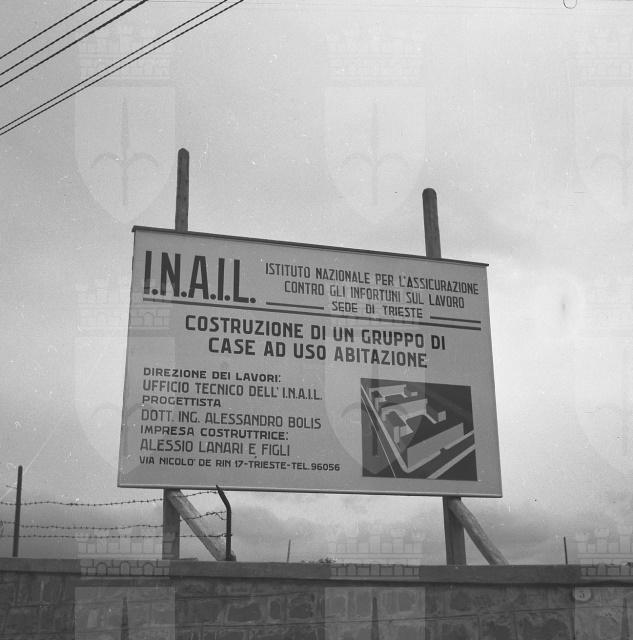 I.N.A.I.L.
ISTITUTO NAZIONALE PER L'ASSICURAZIONE
CONTRO GLI INFORTUNI SUL LAVORO
SEDE DI TRIESTE
COSTRUZIONE DI UN GRUPPO DI
CASE AD USO ABITAZIONE
DIREZIONE DEI LAVORI:
UFFICIO TECNICO DELL' I.N.A.I.L.
PROGETTISTA
DOTT. ING. ALESSANDRO BOLIS
IMPRESA COSTRUTTRICE:
ALESSIO LANARI E FIGLI
VIA NICOLO' DE RIN 17-TRIESTE-TEL.96056